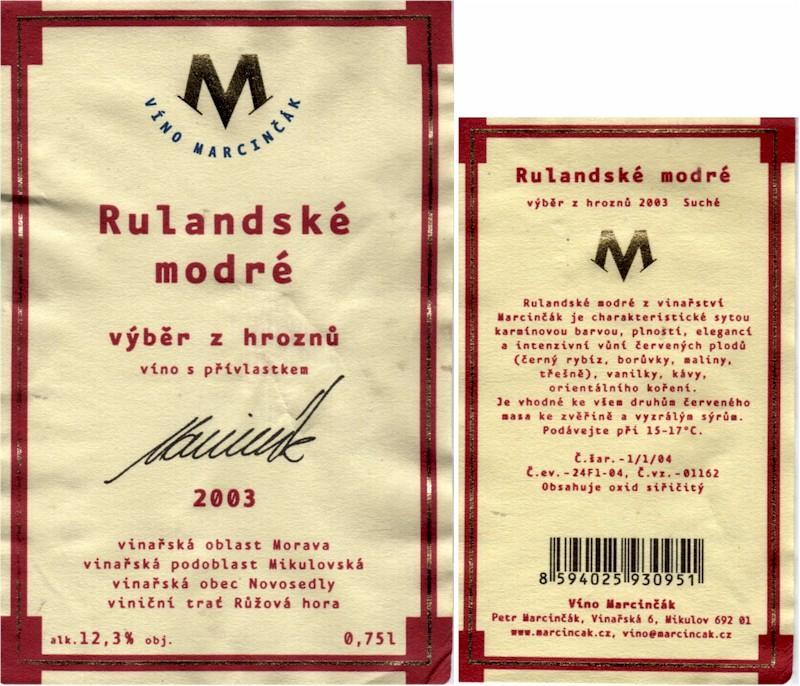 M
VÍNO MARCINČÁK
Rulandské
modré
výběr z hroznů
víno s přívlastkem
2003
vinařská oblast Morava
vinařská podoblast Mikulovská
vinařská obec Novosedly
viniční trať Růžová hora
alk.12,3% obj.
0,75l
Rulandské modré
výběr z hroznů 2003 Suché
M
Rulandské modré z vinařství
Marcinčák je charakteristické sytou
karmínovou barvou, plností, elegancí
a intenzivní vůní červených plodů
(černý rybíz, borůvky, maliny,
třešně), vanilky, kávy,
orientálního koření.
Je vhodné ke všem druhům červeného
masa ke zvěřině a vyzrálým sýrům.
Podávejte při 15-17°C.
Č.šar.-1/1/04
Č.ev.-24F1-04, Č.vz.-01162
Obsahuje oxid siřičitý
8 594025 930951
Víno Marcinčák
Petr Marcinčák, Vinařská 6, Mikulov 692 01
www.marcincak.cz, vino@marcincak.cz